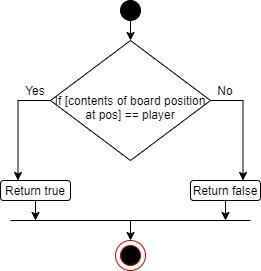 Yes
No
If [contents of board position
at pos] == player
Return true
Return false